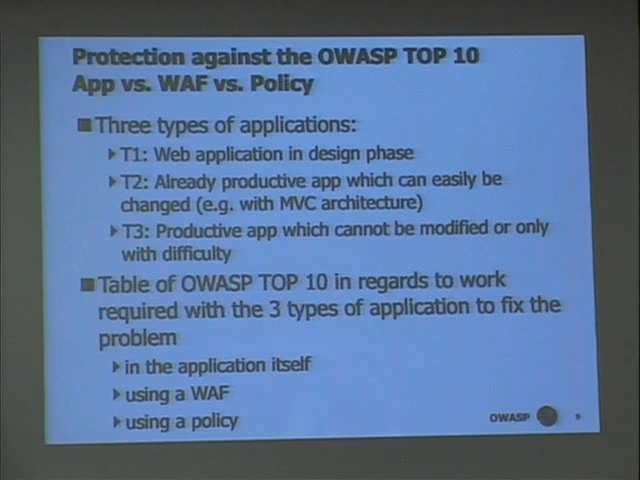 Protection against the OWASP TOP 10
App vs. WAF vs. Policy
Three types of applications:
T1: Web application in design phase
T2: Already productive app which can easily be
changed (e.g. with MVC architecture)
T3: Productive app which cannot be modified or only
with difficulty
Table of OWASP TOP 10 in regards to work
required with the 3 types of application to fix the
problem
in the application itself
using a WAF
using a policy
OWASP
9